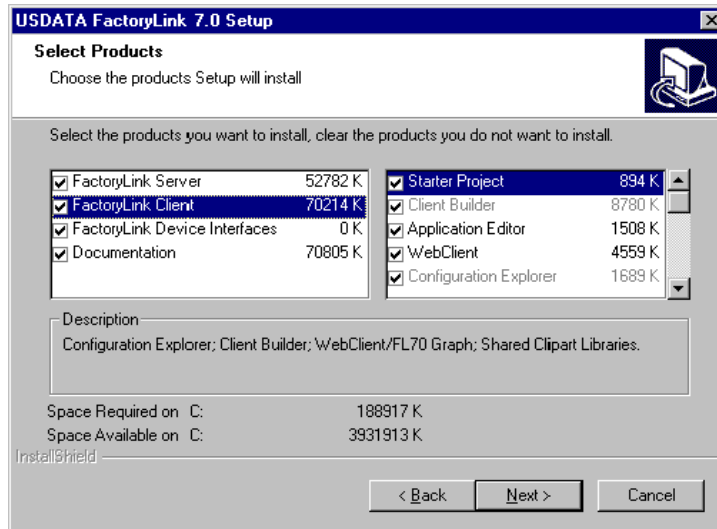 USDATA FactoryLink 7.0 Setup
Select Products
Choose the products Setup will install
Select the products you want to install, clear the products you do not want to install.
FactoryLink Server 52782 K
FactoryLink Client 70214 K
FactoryLink Device Interfaces 0 K
Documentation 70805 K
Starter Project 894 K
Client Builder 8780 K
Application Editor 1508 K
WebClient 4559 K
Configuration Explorer 1689 K
Description
Configuration Explorer; Client Builder; WebClient/FL70 Graph; Shared Clipart Libraries.
Space Required on C: 188917 K
Space Available on C: 3931913 K
InstallShield
< Back Next > Cancel